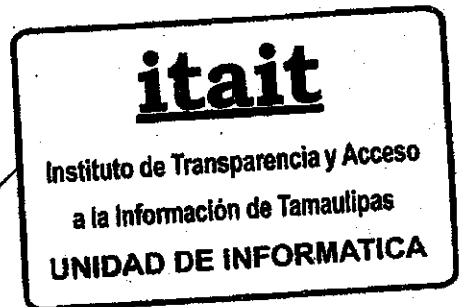 itait
Instituto de Transparencia y Acceso
a la Información de Tamaulipas
UNIDAD DE INFORMATICA